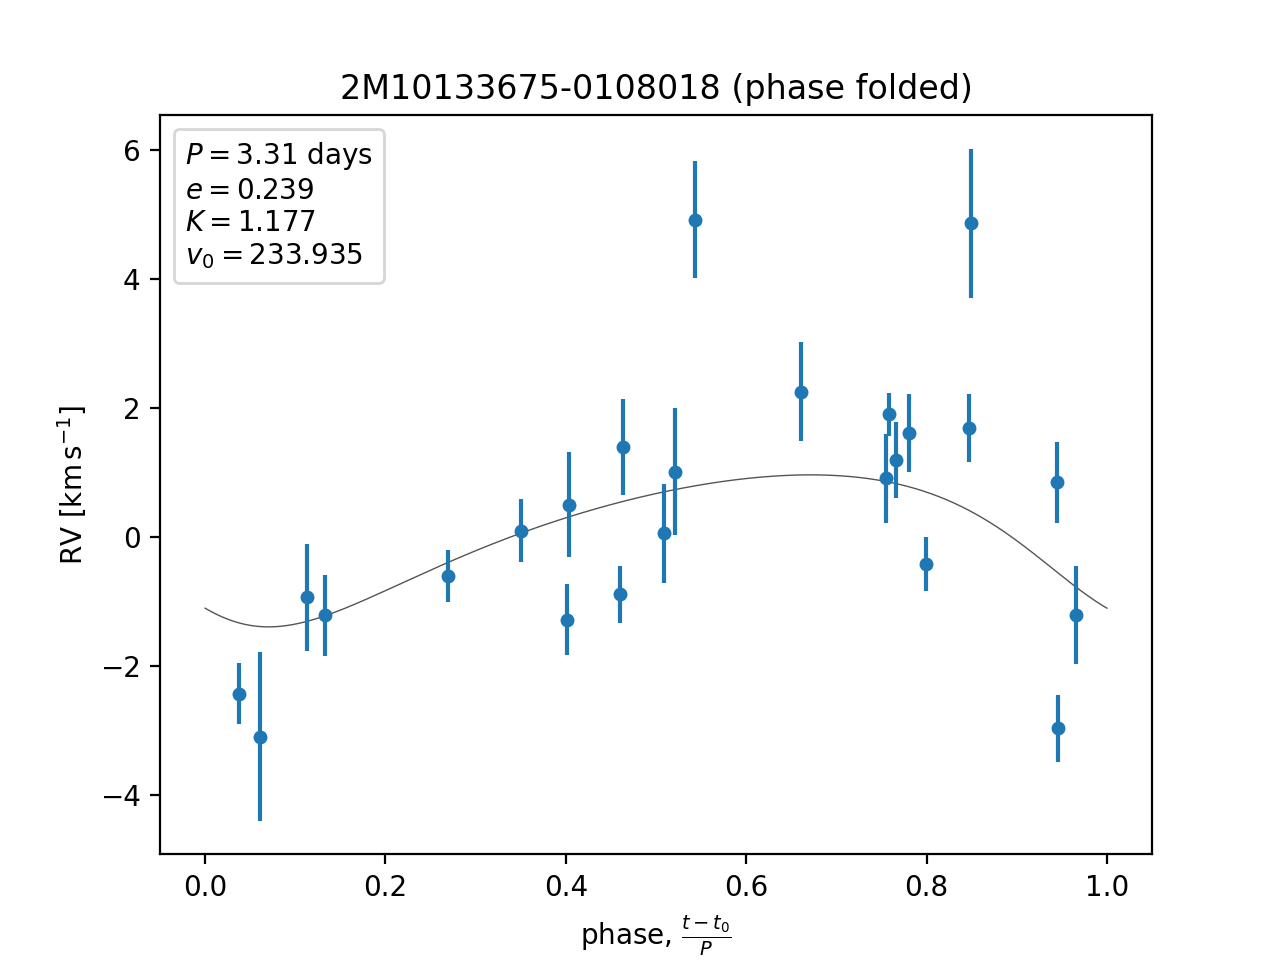 2M10133675-0108018 (phase folded)
P = 3.31 days
e = 0.239
K = 1.177
v₀ = 233.935
6
4
2
0
−2
−4
RV [km s⁻¹]
0.0 0.2 0.4 0.6 0.8 1.0
phase, (t − t₀)/P